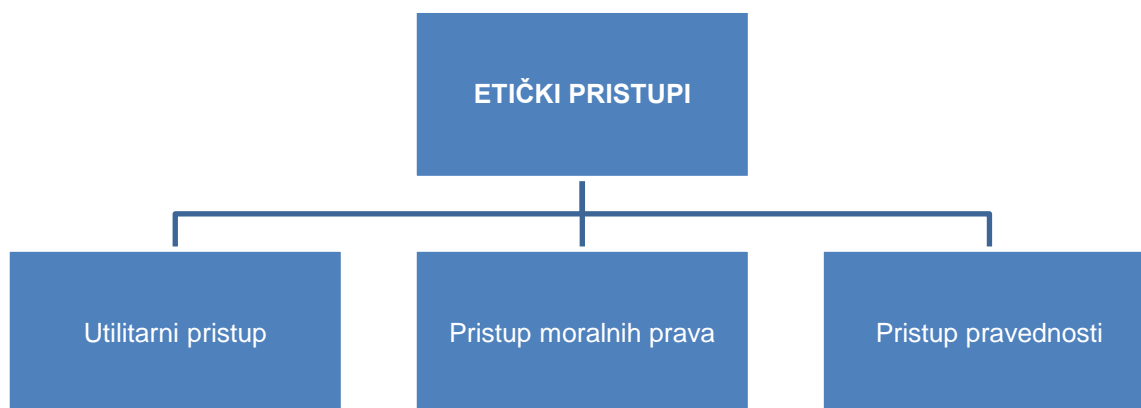 ETIČKI PRISTUPI
Utilitarni pristup
Pristup moralnih prava
Pristup pravednosti